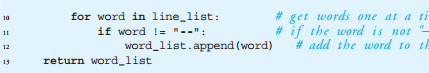 10 for word in line_list: # get words one at a ti
11 if word != "--": # if the word is not "—
12 word_list.append(word) # add the word to th
13 return word_list